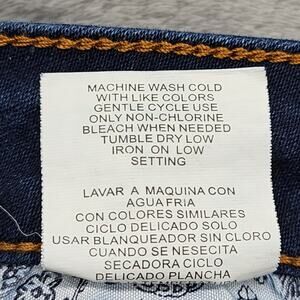 MACHINE WASH COLD
WITH LIKE COLORS
GENTLE CYCLE USE
ONLY NON-CHLORINE
BLEACH WHEN NEEDED
TUMBLE DRY LOW
IRON ON LOW
SETTING
LAVAR A MAQUINA CON
AGUA FRIA
CON COLORES SIMILARES
CICLO DELICADO SOLO
USAR BLANQUEADOR SIN CLORO
CUANDO SE NESECITA
SECADORA CICLO
DELICADO PLANCHA